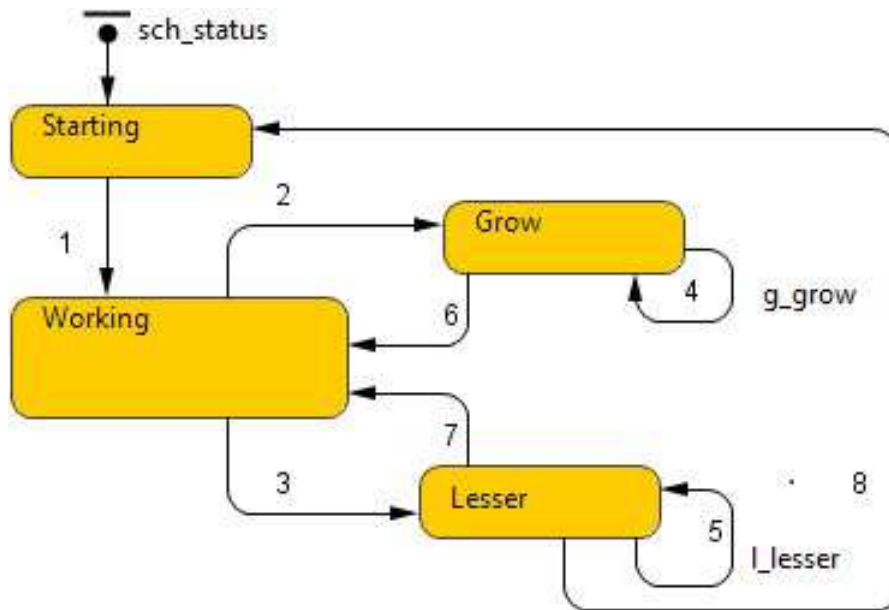 sch_status
Starting
2
1
Grow
4
g_grow
Working
6
7
3
8
Lesser
5
l_lesser